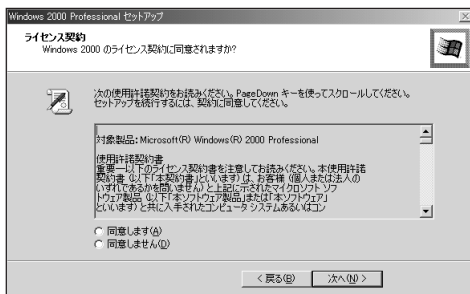 Windows 2000 Professional セットアップ
ライセンス契約
Windows 2000 のライセンス契約に同意されますか?
次の使用許諾契約をお読みください。PageDown キーを使ってスクロールしてください。
セットアップを続行するには、契約に同意してください。
対象製品: Microsoft(R) Windows(R) 2000 Professional
使用許諾契約書
重要―以下のライセンス契約書を注意してお読みください。本使用許諾
契約書 (以下「本契約書」といいます) は、お客様 (個人または法人の
いずれであるかを問いません) と上記に示されたマイクロソフト ソフ
トウェア製品 (以下「本ソフトウェア製品」または「本ソフトウェア」
といいます) と共に入手されたコンピュータ システムあるいはコン
同意します(A)
同意しません(D)
< 戻る(B)
次へ(N) >